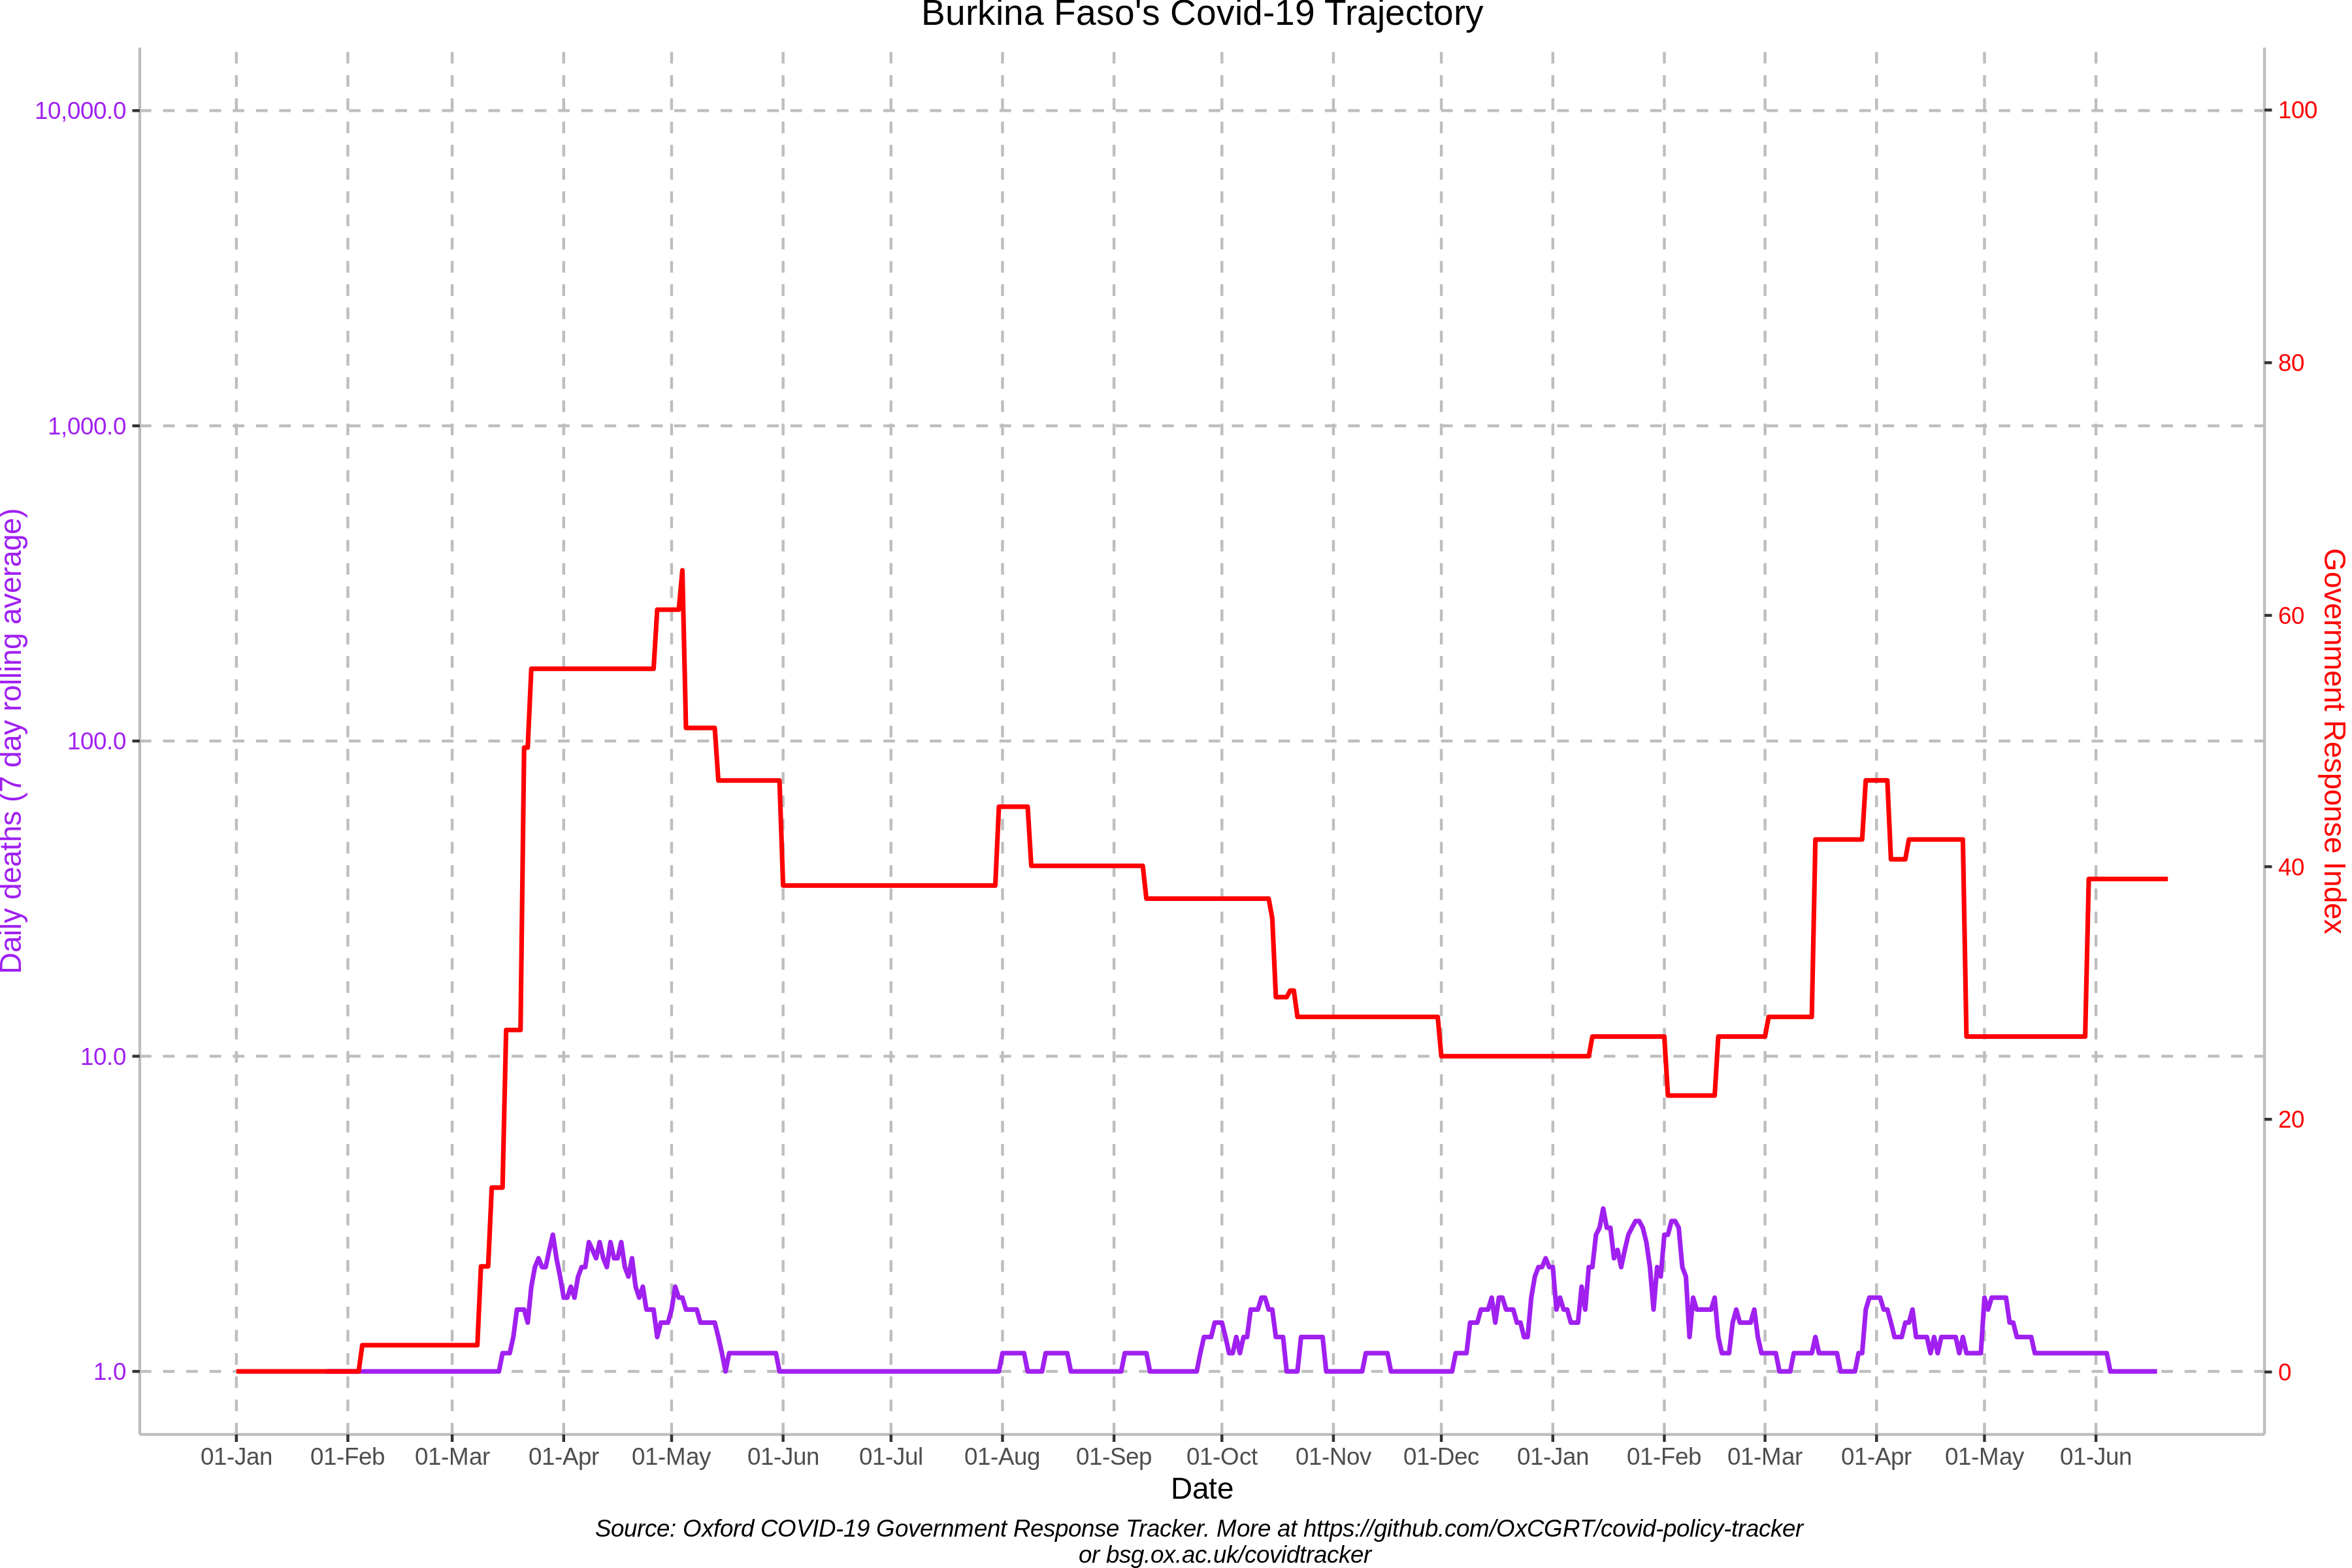 Burkina Faso's Covid-19 Trajectory
10,000.0
1,000.0
100.0
10.0
1.0
Daily deaths (7 day rolling average)
100
80
60
40
20
0
Government Response Index
01-Jan 01-Feb 01-Mar 01-Apr 01-May 01-Jun 01-Jul 01-Aug 01-Sep 01-Oct 01-Nov 01-Dec 01-Jan 01-Feb 01-Mar 01-Apr 01-May 01-Jun
Date
Source: Oxford COVID-19 Government Response Tracker. More at https://github.com/OxCGRT/covid-policy-tracker
or bsg.ox.ac.uk/covidtracker